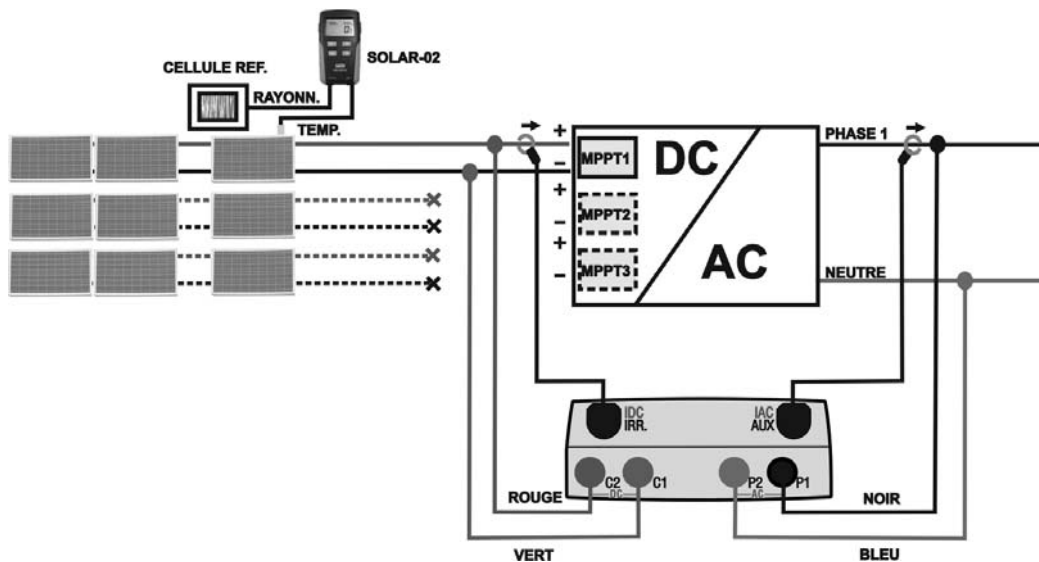 SOLAR-02
CELLULE REF.
RAYONN.
TEMP.
+
-
+
-
+
-
MPPT1
MPPT2
MPPT3
DC
AC
PHASE 1
NEUTRE
IDC
IRR.
IAC
AUX
C2
C1
DC
P2
P1
AC
ROUGE
NOIR
VERT
BLEU